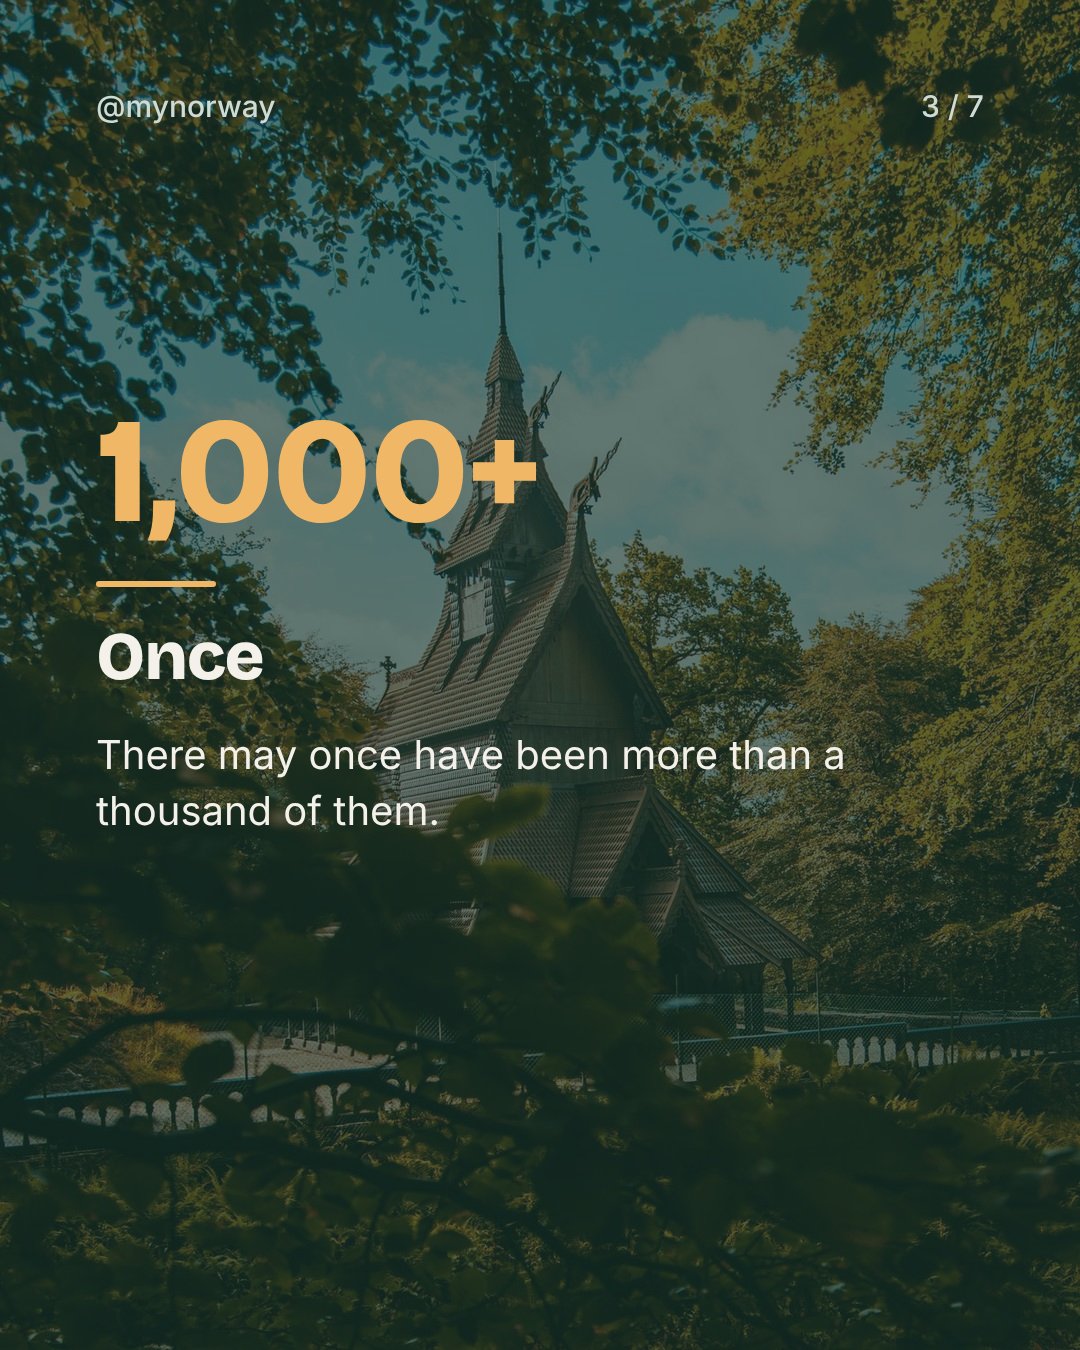 @mynorway
3 / 7
1,000+
Once
There may once have been more than a
thousand of them.